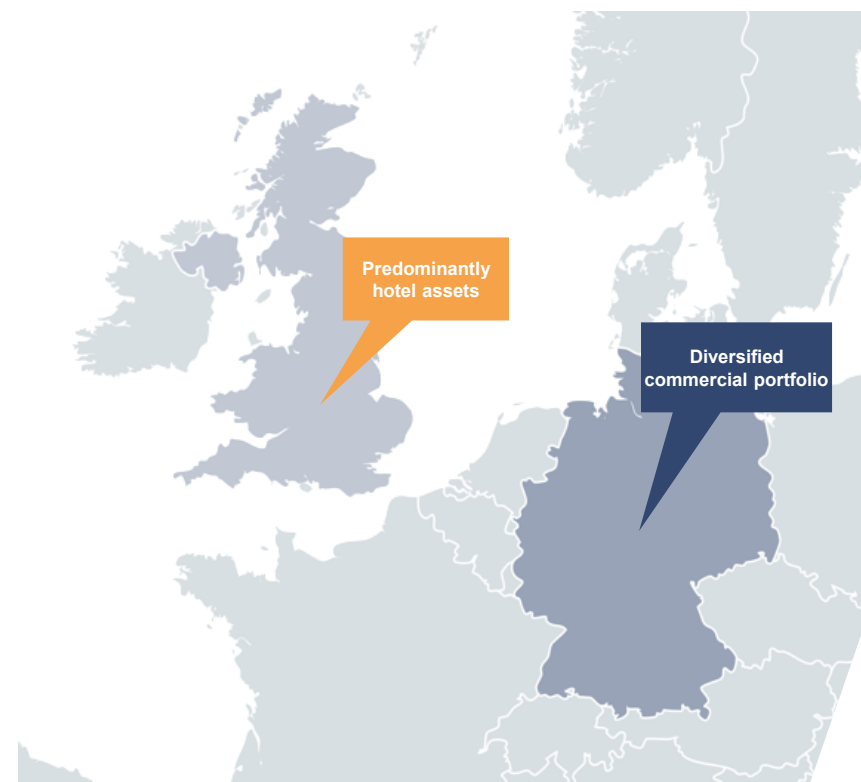 Predominantly
hotel assets
Diversified
commercial portfolio